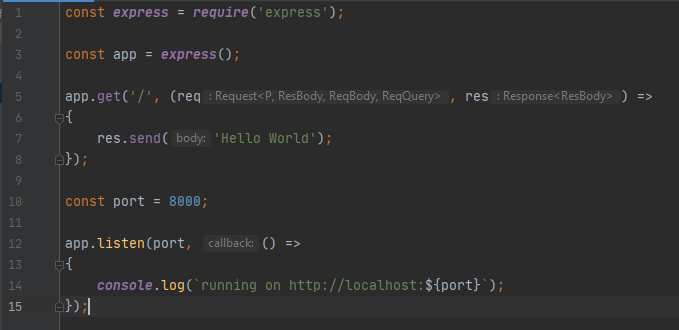 1 const express = require('express');
2
3 const app = express();
4
5 app.get('/', (req : Request<P, ResBody, ReqBody, ReqQuery> , res : Response<ResBody> ) =>
6 {
7 res.send( body: 'Hello World');
8 });
9
10 const port = 8000;
11
12 app.listen(port, callback: () =>
13 {
14 console.log(`running on http://localhost:${port}`);
15 });